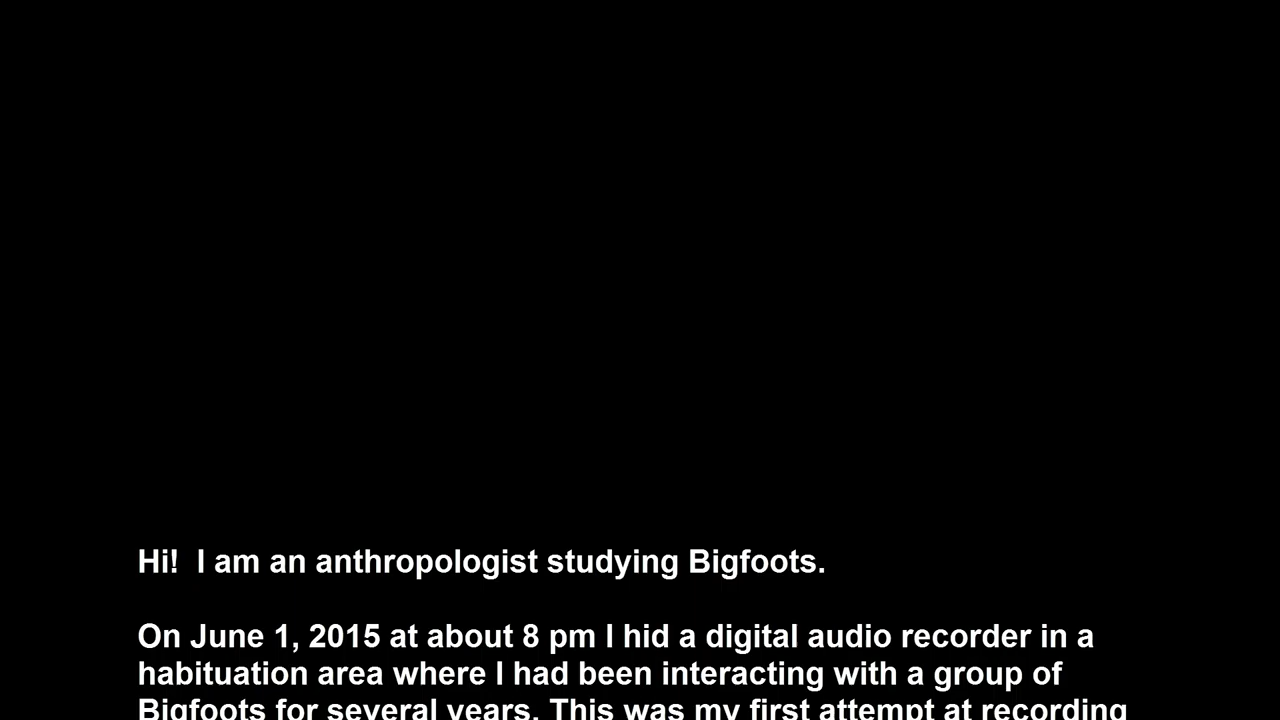 Hi!  I am an anthropologist studying Bigfoots.
On June 1, 2015 at about 8 pm I hid a digital audio recorder in a
habituation area where I had been interacting with a group of
Bigfoots for several years. This was my first attempt at recording